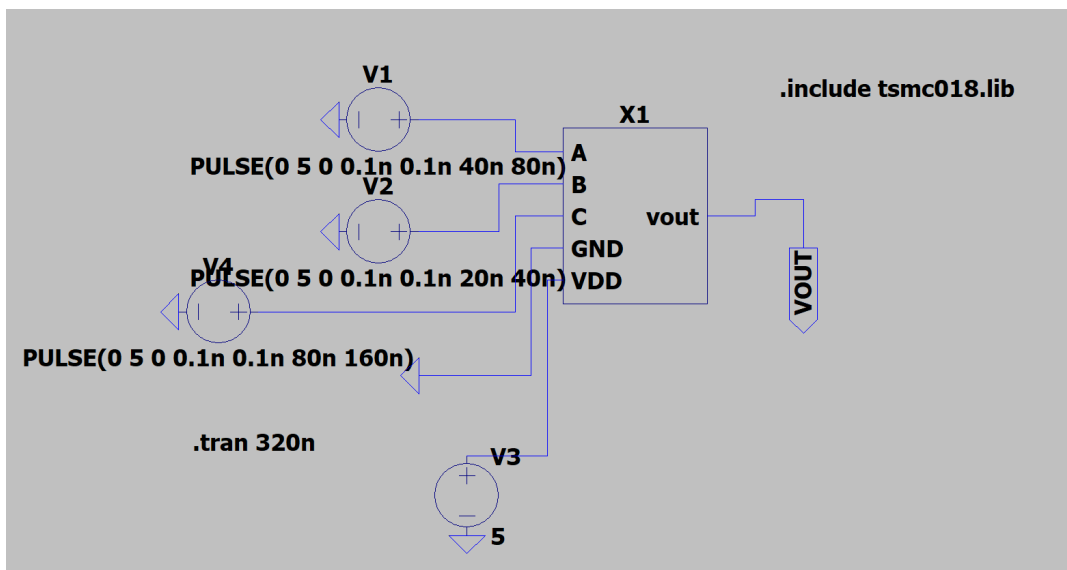 V1
.include tsmc018.lib
X1
PULSE(0 5 0 0.1n 0.1n 40n 80n)
A
V2
B
C
vout
GND
V4
PULSE(0 5 0 0.1n 0.1n 20n 40n)
VDD
VOUT
PULSE(0 5 0 0.1n 0.1n 80n 160n)
.tran 320n
V3
5